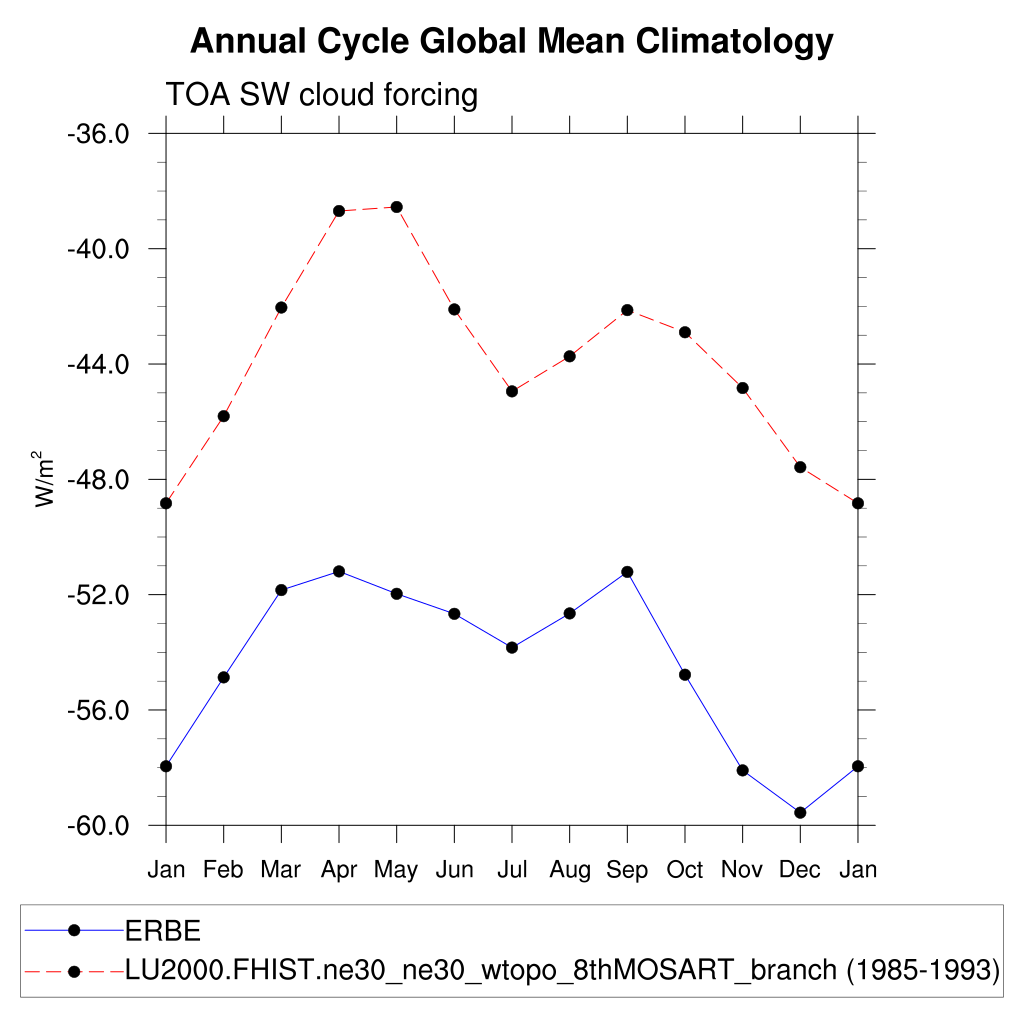 Annual Cycle Global Mean Climatology
TOA SW cloud forcing
-36.0
-40.0
-44.0
-48.0
-52.0
-56.0
-60.0
W/m²
Jan Feb Mar Apr May Jun Jul Aug Sep Oct Nov Dec Jan
ERBE
LU2000.FHIST.ne30_ne30_wtopo_8thMOSART_branch (1985-1993)